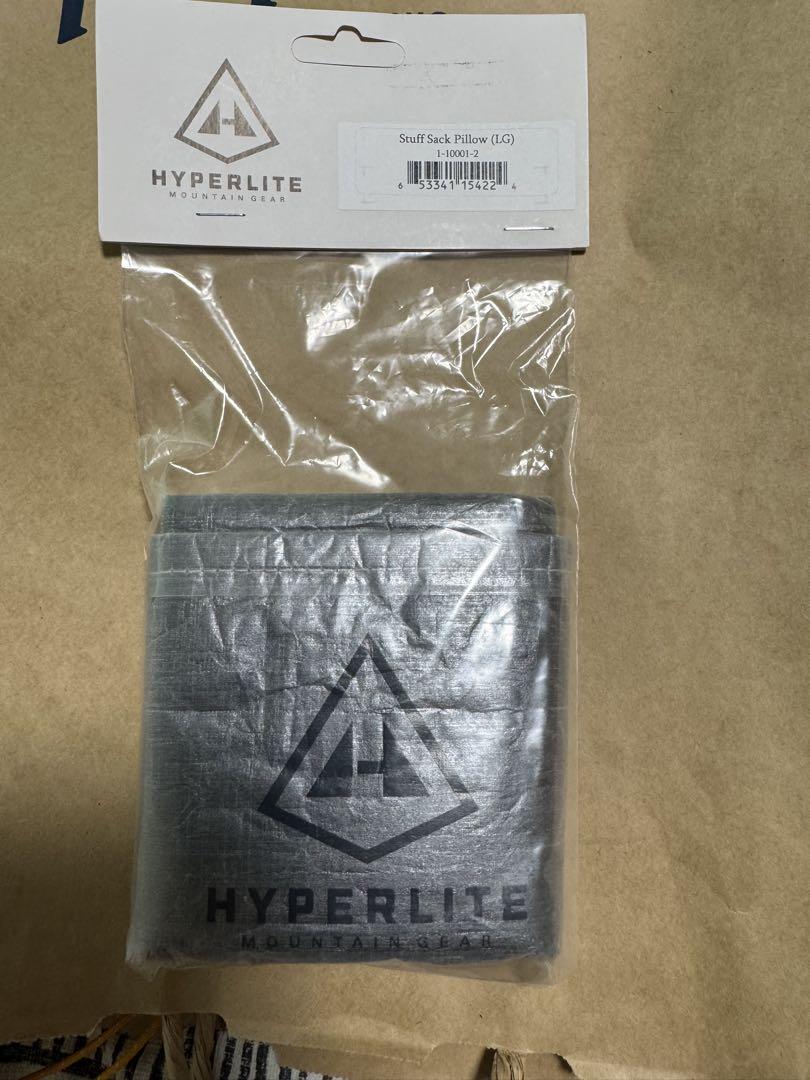 HYPERLITE
MOUNTAIN GEAR
Stuff Sack Pillow (LG)
1-10001-2
6 53341 15422 4
HYPERLITE
MOUNTAIN GEAR